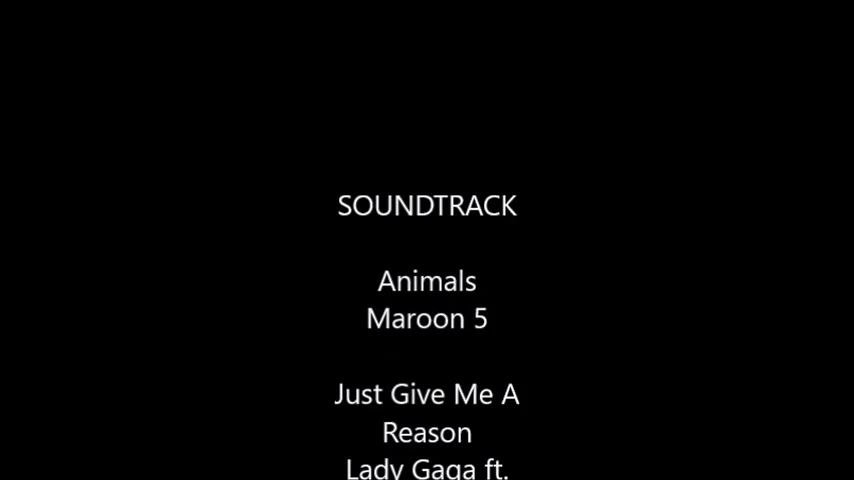 SOUNDTRACK
Animals
Maroon 5
Just Give Me A
Reason
Lady Gaga ft.